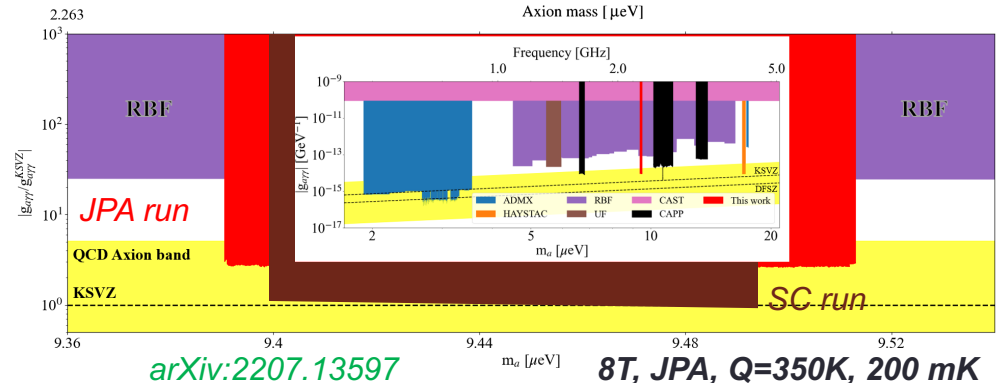 Axion mass [ μeV]
2.263
10³
10²
10¹
10⁰
|g_aγγ/g_aγγ^KSVZ|
RBF
RBF
JPA run
QCD Axion band
KSVZ
SC run
Frequency [GHz]
1.0
2.0
5.0
10⁻⁹
10⁻¹¹
10⁻¹³
10⁻¹⁵
10⁻¹⁷
|g_aγγ| [GeV⁻¹]
KSVZ
DFSZ
ADMX
RBF
CAST
This work
HAYSTAC
UF
CAPP
2
5
10
20
m_a [μeV]
9.36
9.4
9.44
9.48
9.52
m_a [μeV]
arXiv:2207.13597
8T, JPA, Q=350K, 200 mK